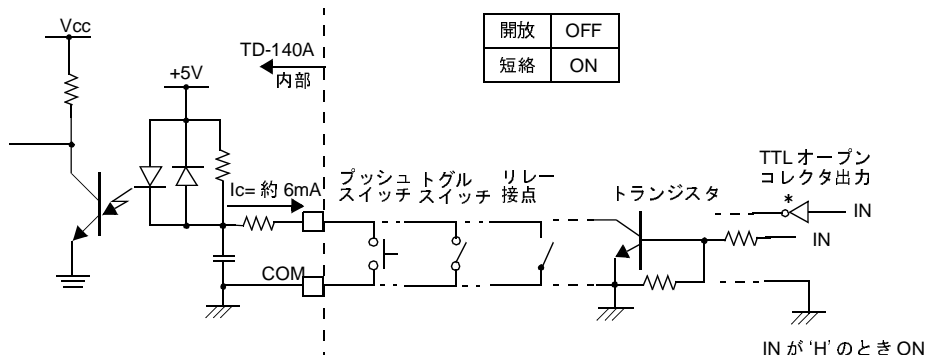 Vcc
+5V
TD-140A
内部
開放 OFF
短絡 ON
Ic= 約 6mA
COM
プッシュ
スイッチ
トグル
スイッチ
リレー
接点
トランジスタ
TTL オープン
コレクタ出力
*
IN
IN
IN が 'H' のとき ON